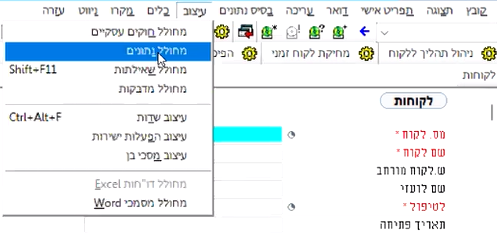 קובץ תצוגה תפריט אישי דואר עריכה בסיס נתונים עיצוב כלים מקרו ניווט עזרה
ניהול תהליך ללקוח מחיקת לקוח זמני הפי
לקוחות
לקוחות
מס. לקוח *
שם לקוח *
ש.לקוח מורחב
שם לועזי
לטיפול *
תאריך פתיחה
מחולל חוקים עסקיים
מחולל נתונים
מחולל שאילתות Shift+F11
מחולל מדבקות
עיצוב שדות Ctrl+Alt+F
עיצוב הפעלות ישירות
עיצוב מסכי בן
מחולל דו"חות Excel
מחולל מסמכי Word